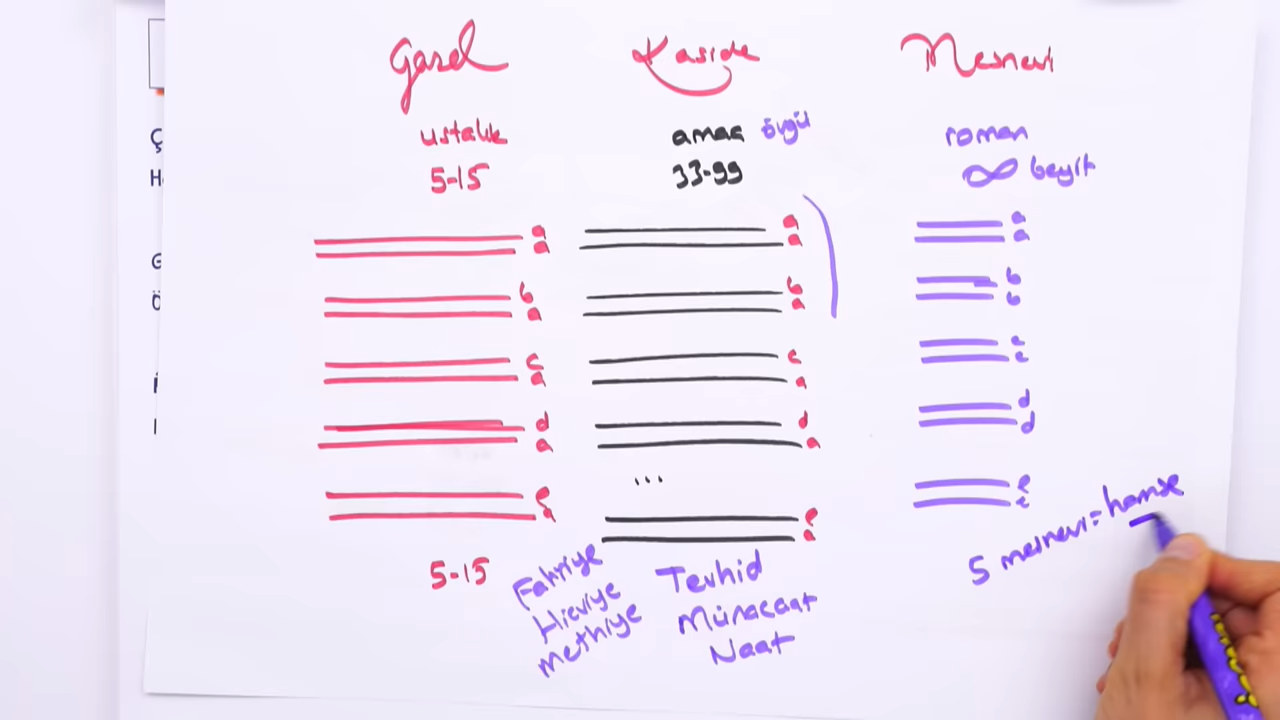 Gazel
ustalık
5-15
a
a
b
a
c
a
d
a
e
a
5-15
Kaside
amaç övgü
33-99
a
a
b
a
c
a
d
a
...
e
a
Fahriye
Hicviye
methiye
Tevhid
Münacaat
Naat
Mesnevi
roman
∞ beyit
a
a
b
b
c
c
d
d
e
e
5 mesnevi = hamse
Ç
H
G
Ö